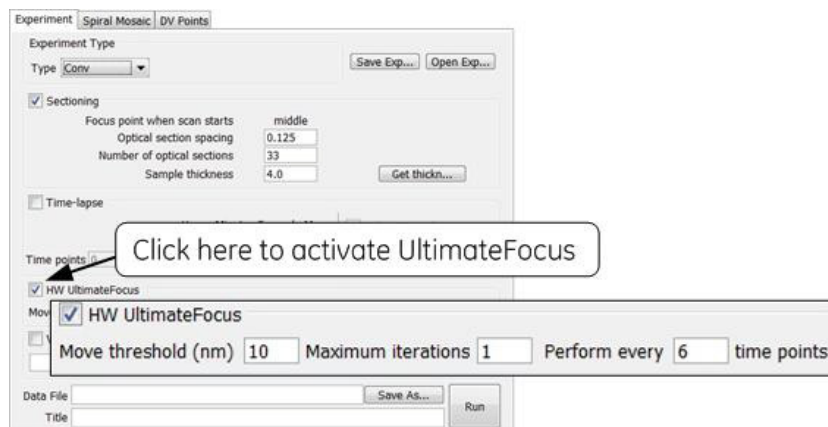 Experiment Spiral Mosaic DV Points
Experiment Type
Type Conv Save Exp... Open Exp...
Sectioning
Focus point when scan starts middle
Optical section spacing 0.125
Number of optical sections 33
Sample thickness 4.0 Get thickn...
Time-lapse
Click here to activate UltimateFocus
Time points
HW UltimateFocus
HW UltimateFocus
Move threshold (nm) 10 Maximum iterations 1 Perform every 6 time points
Data File Save As...
Run
Title